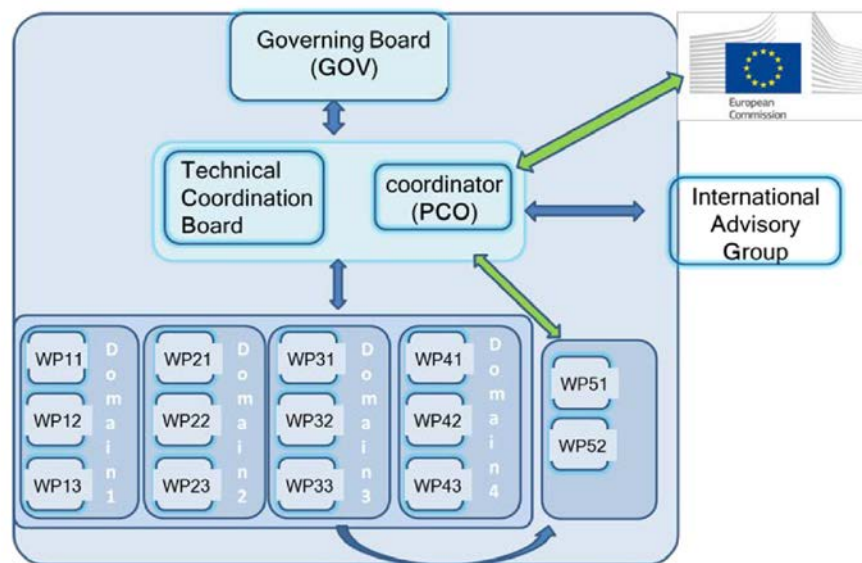 Governing Board
(GOV)
European
Commission
Technical
Coordination
Board
coordinator
(PCO)
International
Advisory
Group
WP11
WP12
WP13
Domain1
WP21
WP22
WP23
Domain2
WP31
WP32
WP33
Domain3
WP41
WP42
WP43
Domain4
WP51
WP52